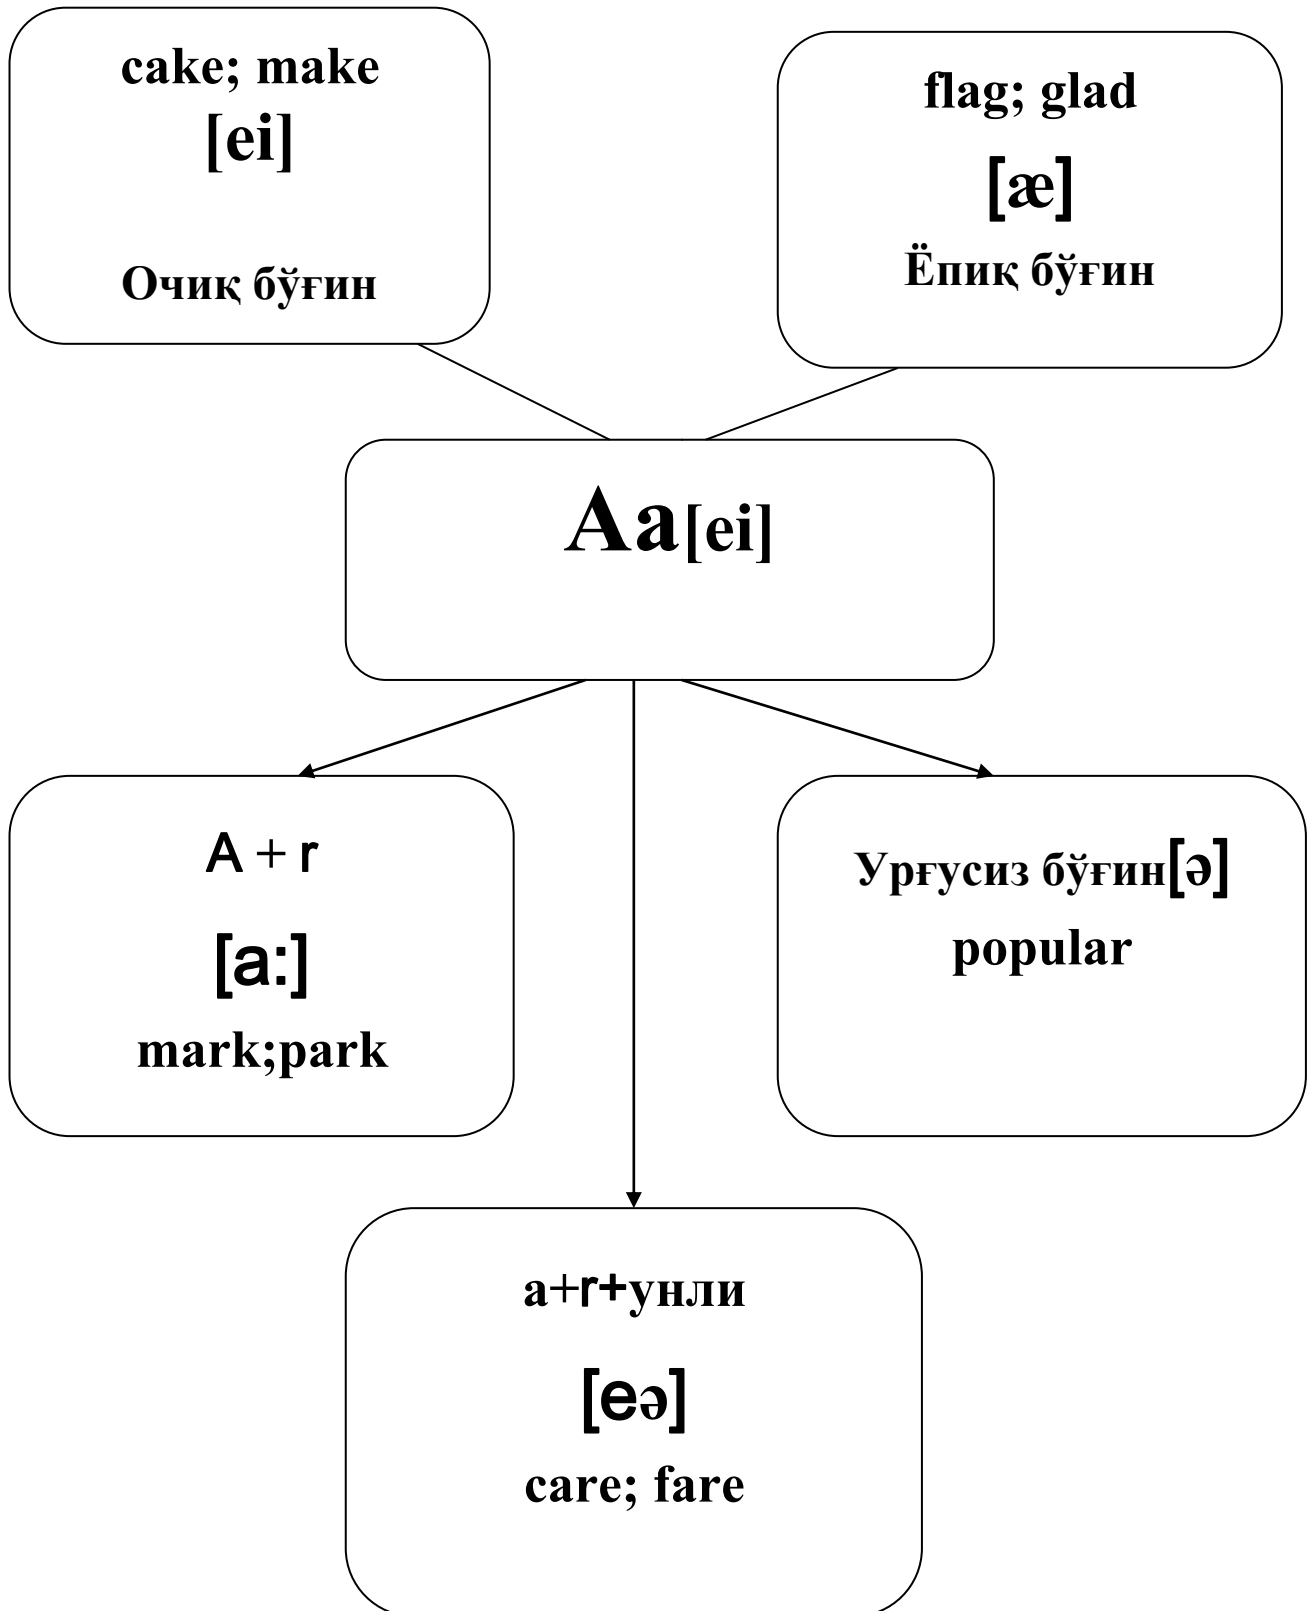 cake; make
[ei]
Очиқ бўғин
flag; glad
[æ]
Ёпиқ бўғин
Aa[ei]
A + r
[a:]
mark;park
Урғусиз бўғин[ə]
popular
a+r+унли
[eə]
care; fare